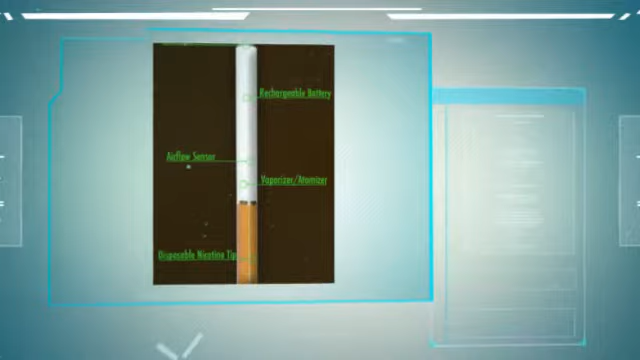 Rechargeable Battery
Airflow Sensor
Vaporizer/Atomizer
Disposable Nicotine Tip